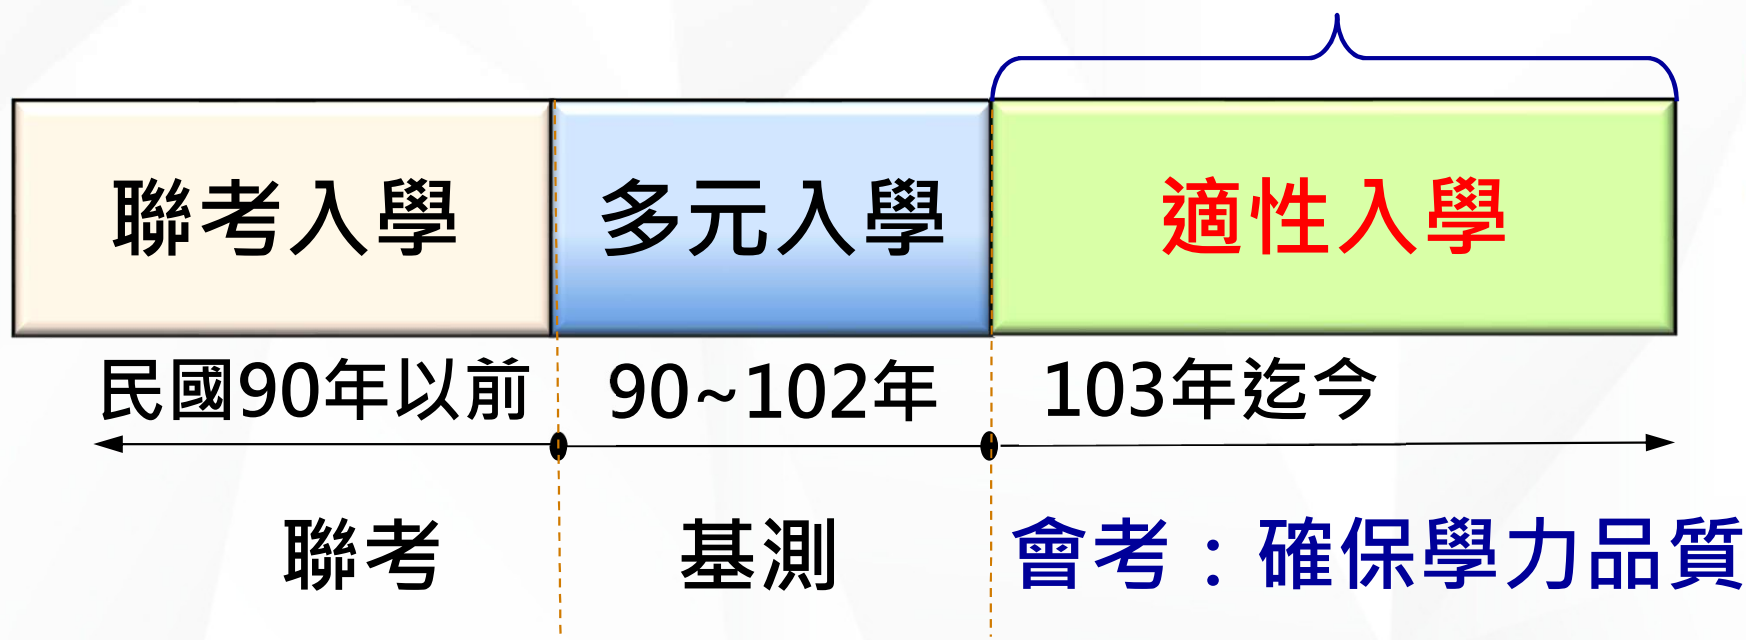 聯考入學 多元入學 適性入學
民國90年以前 90~102年 103年迄今
聯考 基測 會考：確保學力品質